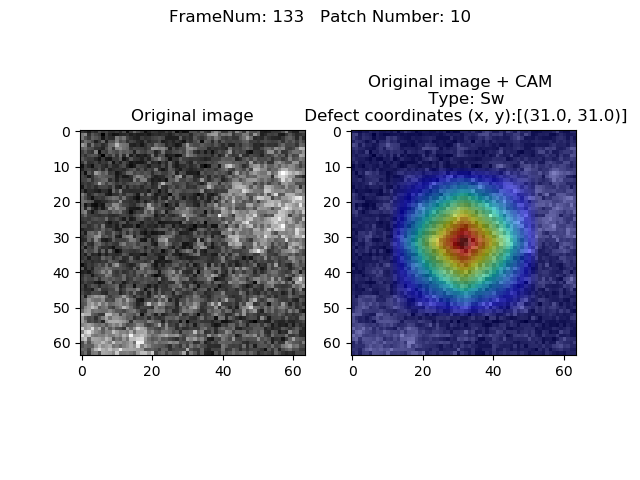 FrameNum: 133   Patch Number: 10
Original image
Original image + CAM
Type: Sw
Defect coordinates (x, y):[(31.0, 31.0)]
0
10
20
30
40
50
60
0 20 40 60
0
10
20
30
40
50
60
0 20 40 60